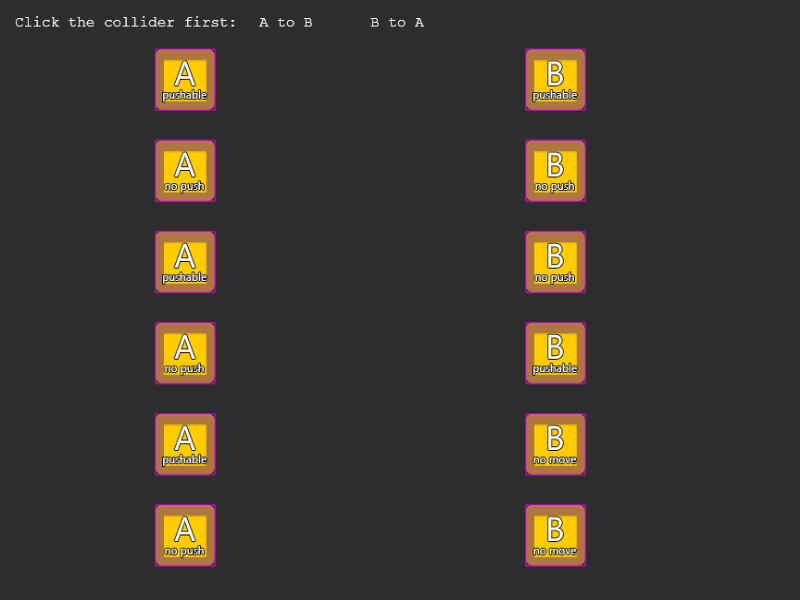 Click the collider first: A to B B to A
A B
pushable pushable
A B
no push no push
A B
pushable no push
A B
no push pushable
A B
pushable no move
A B
no push no move